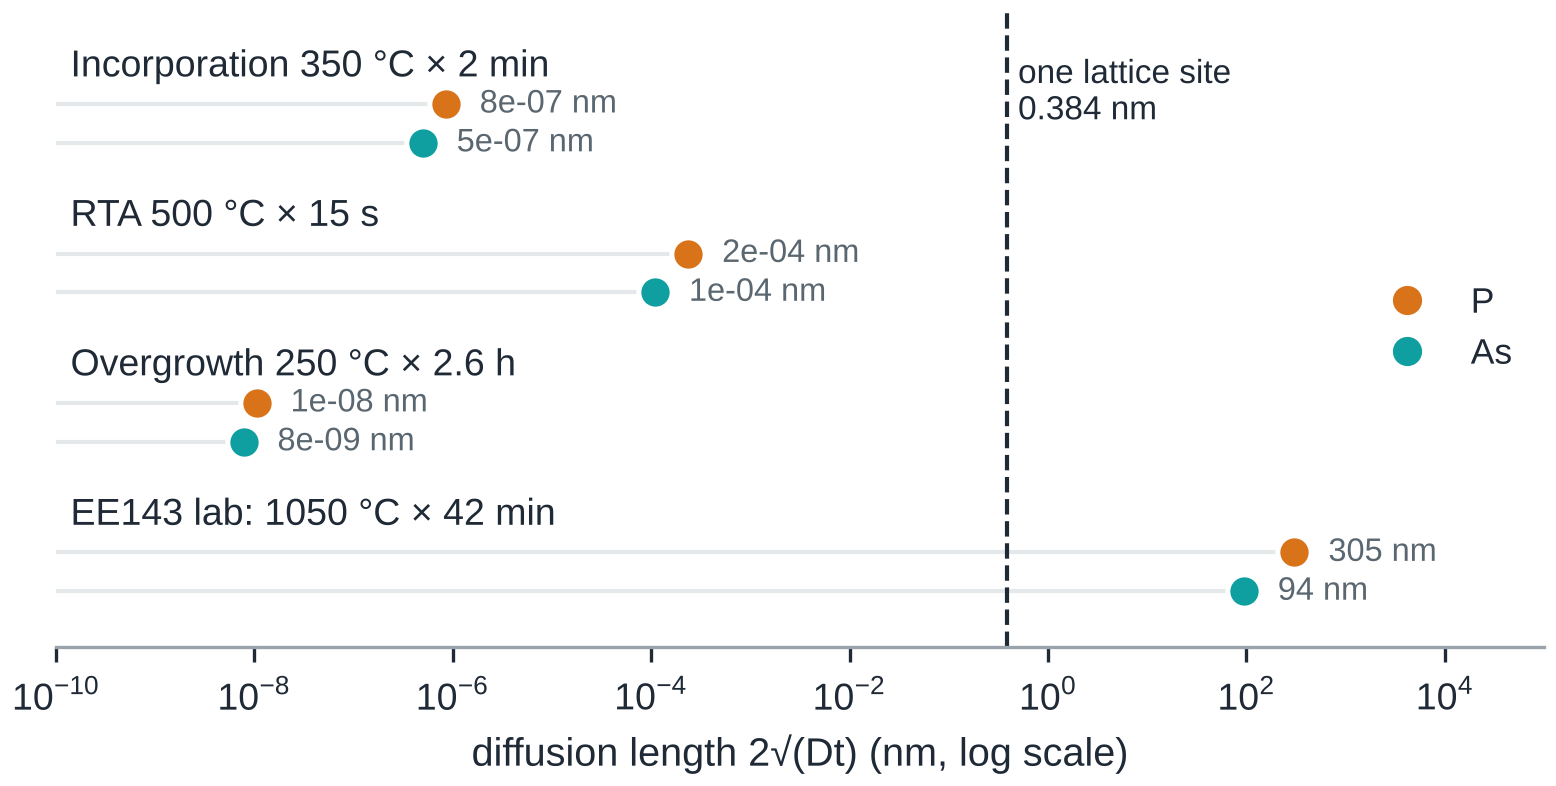 Incorporation 350 °C × 2 min
8e-07 nm
5e-07 nm
one lattice site
0.384 nm
RTA 500 °C × 15 s
2e-04 nm
1e-04 nm
P
As
Overgrowth 250 °C × 2.6 h
1e-08 nm
8e-09 nm
EE143 lab: 1050 °C × 42 min
305 nm
94 nm
10⁻¹⁰ 10⁻⁸ 10⁻⁶ 10⁻⁴ 10⁻² 10⁰ 10² 10⁴
diffusion length 2√(Dt) (nm, log scale)